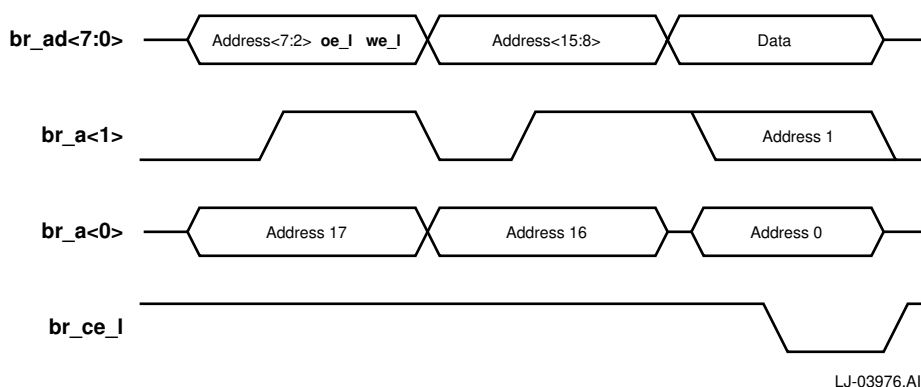 br_ad<7:0> Address<7:2> oe_l we_l Address<15:8> Data
br_a<1> Address 1
br_a<0> Address 17 Address 16 Address 0
br_ce_l
LJ-03976.AI